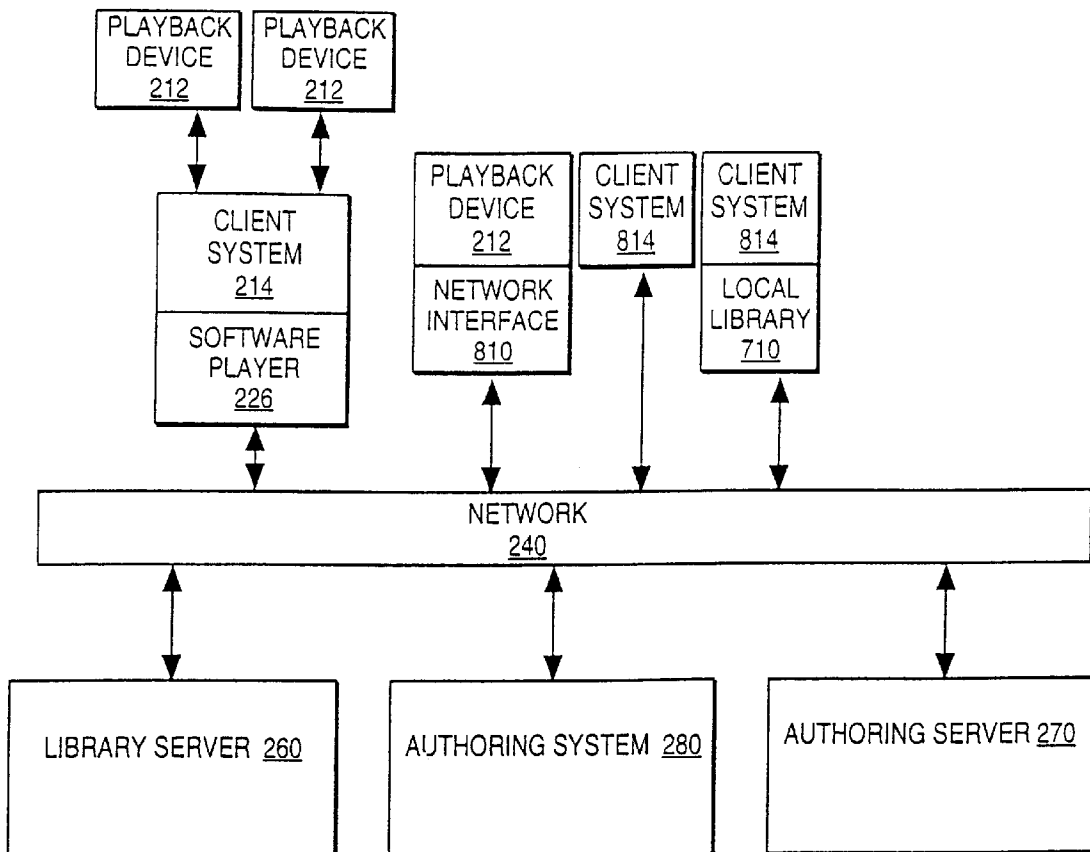 PLAYBACK
DEVICE
212
PLAYBACK
DEVICE
212
CLIENT
SYSTEM
214
SOFTWARE
PLAYER
226
PLAYBACK
DEVICE
212
NETWORK
INTERFACE
810
CLIENT
SYSTEM
814
CLIENT
SYSTEM
814
LOCAL
LIBRARY
710
NETWORK
240
LIBRARY SERVER 260
AUTHORING SYSTEM 280
AUTHORING SERVER 270